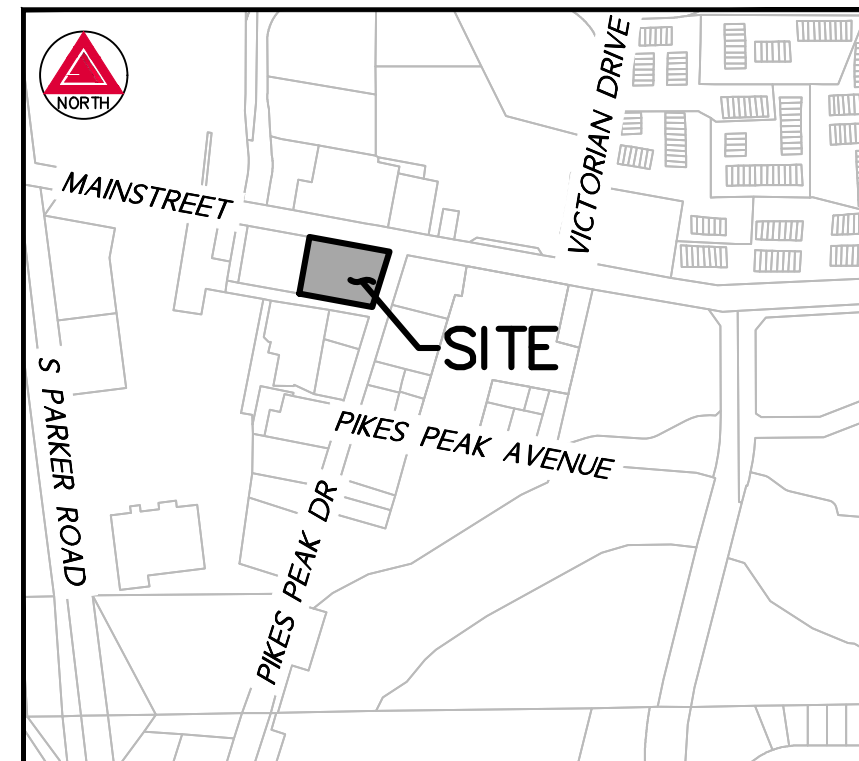 NORTH
VICTORIAN DRIVE
MAINSTREET
SITE
S PARKER ROAD
PIKES PEAK AVENUE
PIKES PEAK DR